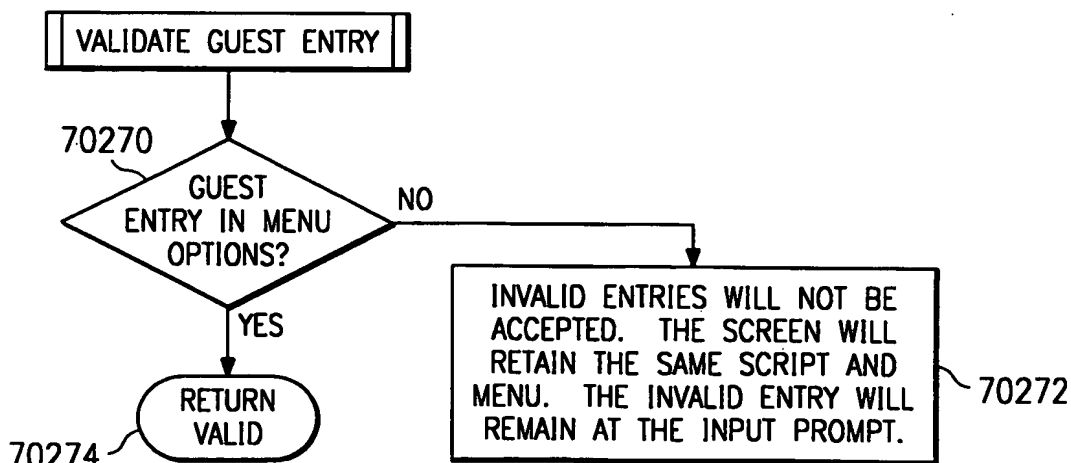 VALIDATE GUEST ENTRY
70270
GUEST
ENTRY IN MENU
OPTIONS?
NO
YES
INVALID ENTRIES WILL NOT BE
ACCEPTED. THE SCREEN WILL
RETAIN THE SAME SCRIPT AND
MENU. THE INVALID ENTRY WILL
REMAIN AT THE INPUT PROMPT.
70272
RETURN
VALID
70274